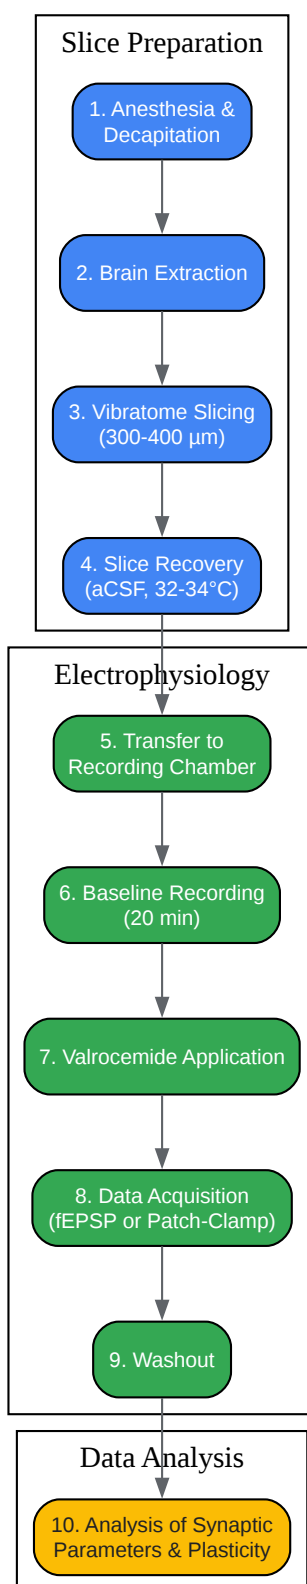 Slice Preparation
1. Anesthesia &
Decapitation
2. Brain Extraction
3. Vibratome Slicing
(300-400 µm)
4. Slice Recovery
(aCSF, 32-34°C)
Electrophysiology
5. Transfer to
Recording Chamber
6. Baseline Recording
(20 min)
7. Valrocemide Application
8. Data Acquisition
(fEPSP or Patch-Clamp)
9. Washout
Data Analysis
10. Analysis of Synaptic
Parameters & Plasticity